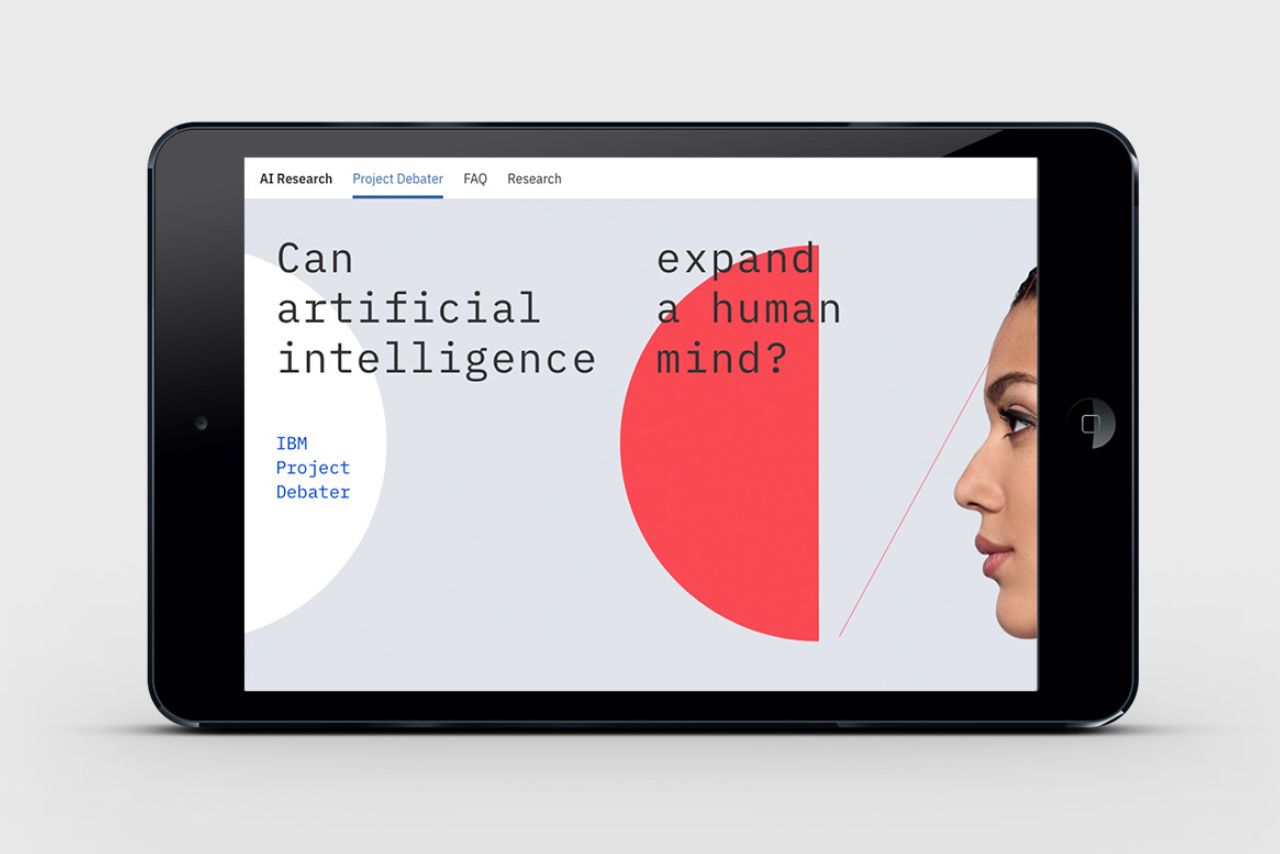 AI Research Project Debater FAQ Research
Can
artificial
intelligence
expand
a human
mind?
IBM
Project
Debater